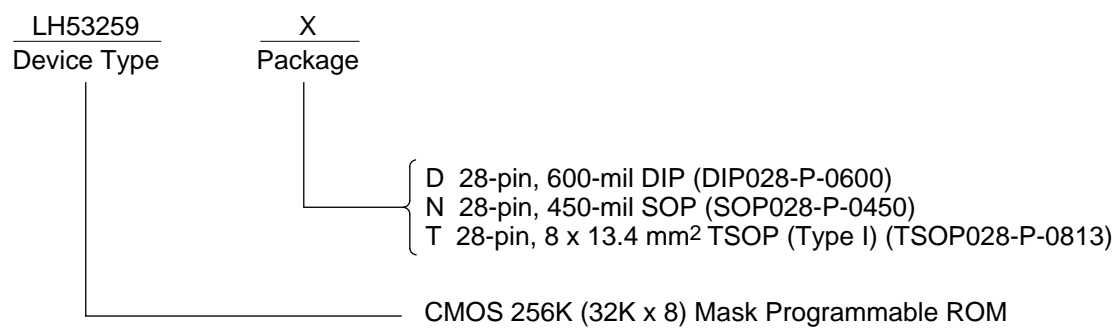 LH53259 X
Device Type Package
D 28-pin, 600-mil DIP (DIP028-P-0600)
N 28-pin, 450-mil SOP (SOP028-P-0450)
T 28-pin, 8 x 13.4 mm2 TSOP (Type I) (TSOP028-P-0813)
CMOS 256K (32K x 8) Mask Programmable ROM